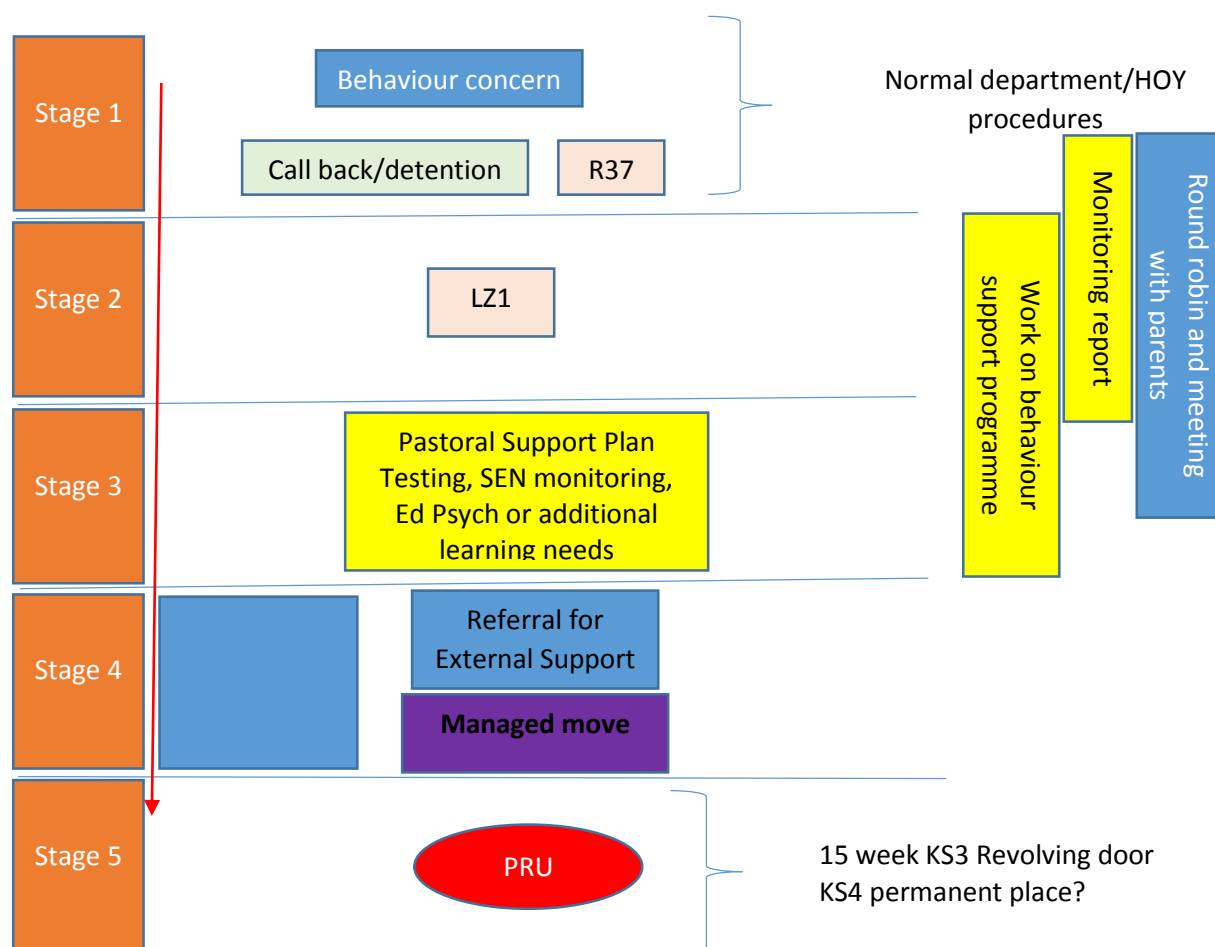 Stage 1
Behaviour concern
Call back/detention
R37
Normal department/HOY
procedures
Stage 2
LZ1
Work on behaviour
support programme
Monitoring report
Round robin and meeting
with parents
Stage 3
Pastoral Support Plan
Testing, SEN monitoring,
Ed Psych or additional
learning needs
Stage 4
Referral for
External Support
Managed move
Stage 5
PRU
15 week KS3 Revolving door
KS4 permanent place?